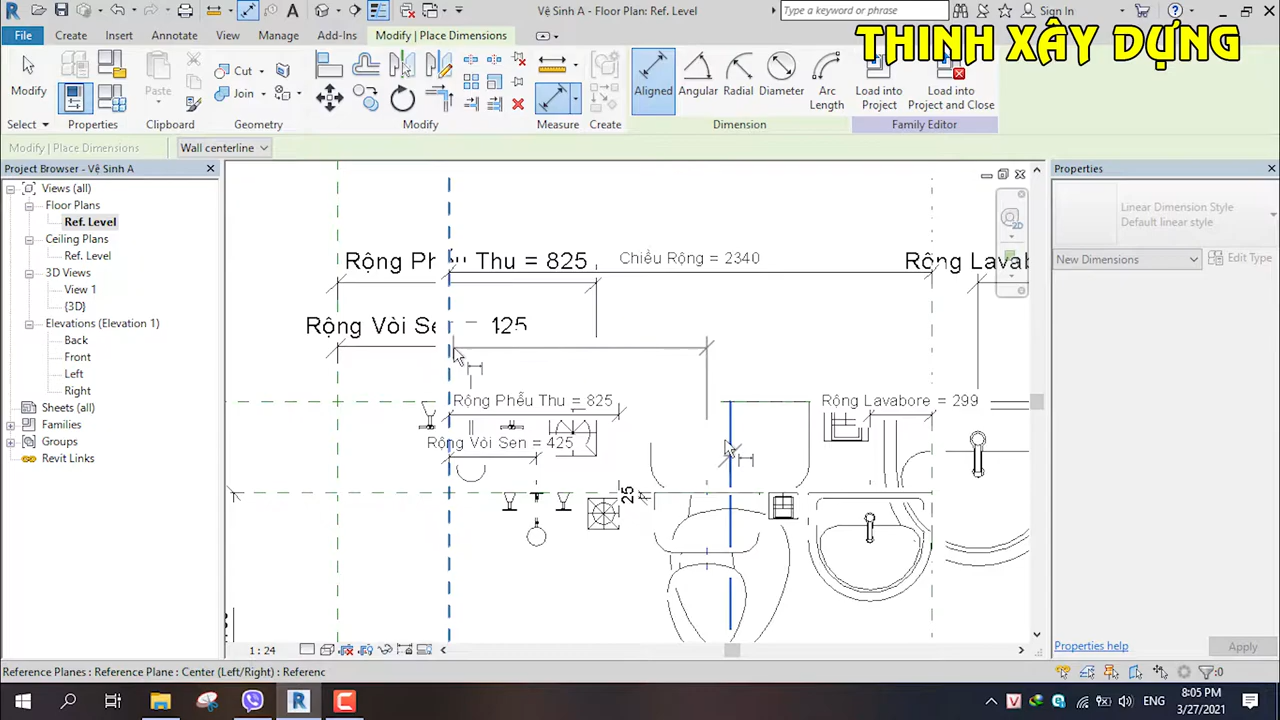 Vệ Sinh A - Floor Plan: Ref. Level
Type a keyword or phrase
Sign In
THINH XÂY DỰNG
File
Create
Insert
Annotate
View
Manage
Add-Ins
Modify | Place Dimensions
Modify
Paste
Cut
Join
Aligned
Angular
Radial
Diameter
Arc
Length
Load into
Project
Load into
Project and Close
Select
Properties
Clipboard
Geometry
Modify
Measure
Create
Dimension
Family Editor
Modify | Place Dimensions
Wall centerline
Project Browser - Vệ Sinh A
Views (all)
Floor Plans
Ref. Level
Ceiling Plans
Ref. Level
3D Views
View 1
{3D}
Elevations (Elevation 1)
Back
Front
Left
Right
Sheets (all)
Families
Groups
Revit Links
2D
Rộng Thu = 825
Chiều Rộng = 2340
Rộng Vòi
Rộng Phễu Thu = 825
Rộng Lavabore = 299
Rộng Vòi Sen = 425
25
Properties
Linear Dimension Style
Default linear style
New Dimensions
Edit Type
Properties help
Apply
1 : 24
Reference Planes : Reference Plane : Center (Left/Right) : Referenc
:0
ENG
8:05 PM
3/27/2021